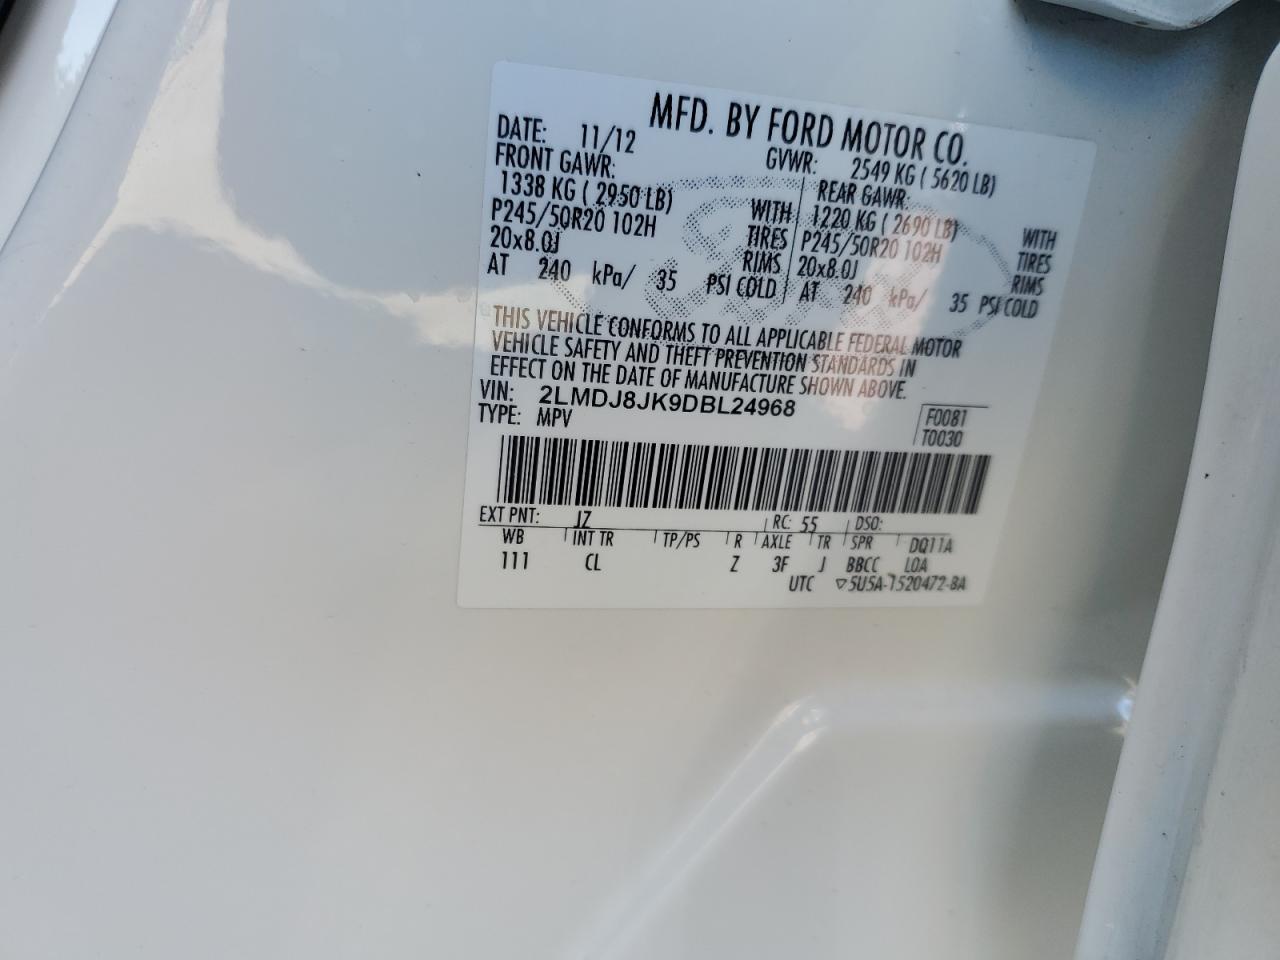 MFD. BY FORD MOTOR CO.
DATE: 11/12 GVWR: 2549 KG ( 5620 LB)
FRONT GAWR: REAR GAWR:
1338 KG ( 2950 LB) WITH 1220 KG ( 2690 LB) WITH
P245/50R20 102H TIRES P245/50R20 102H TIRES
20x8.0J RIMS 20x8.0J RIMS
AT 240 kPa/ 35 PSI COLD AT 240 kPa/ 35 PSI COLD
THIS VEHICLE CONFORMS TO ALL APPLICABLE FEDERAL MOTOR
VEHICLE SAFETY AND THEFT PREVENTION STANDARDS IN
EFFECT ON THE DATE OF MANUFACTURE SHOWN ABOVE.
VIN: 2LMDJ8JK9DBL24968 F0081
TYPE: MPV T0030
EXT PNT: JZ RC: 55 DSO:
WB INT TR TP/PS R AXLE TR SPR DQ11A
111 CL Z 3F J BBCC LOA
UTC ▽5U5A-1520472-BA